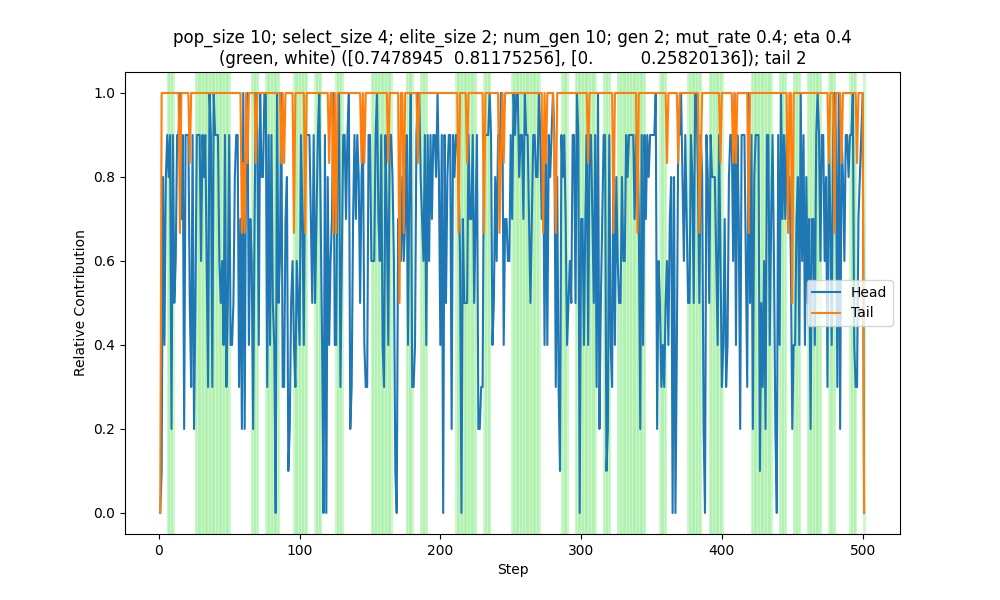 pop_size 10; select_size 4; elite_size 2; num_gen 10; gen 2; mut_rate 0.4; eta 0.4
(green, white) ([0.7478945  0.81175256], [0.         0.25820136]); tail 2
1.0
0.8
0.6
0.4
0.2
0.0
Relative Contribution
Head
Tail
0
100
200
300
400
500
Step